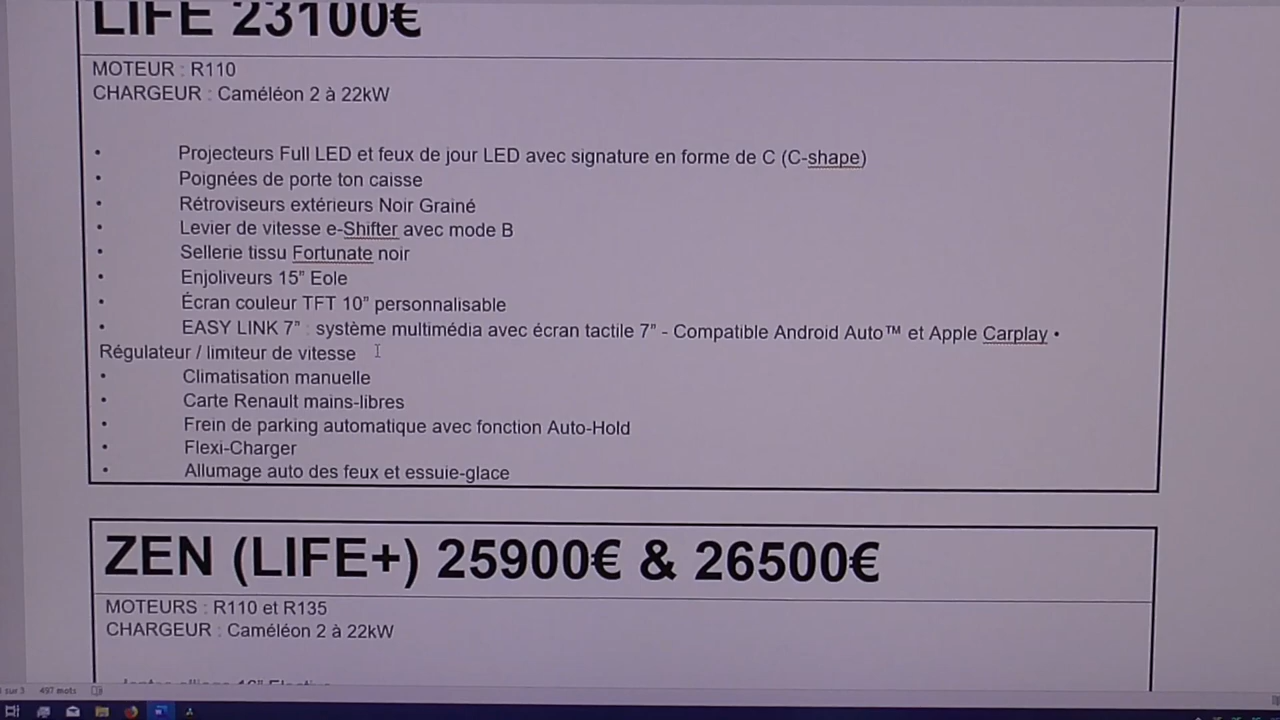 LIFE 23100€
MOTEUR : R110
CHARGEUR : Caméléon 2 à 22kW
• Projecteurs Full LED et feux de jour LED avec signature en forme de C (C-shape)
• Poignées de porte ton caisse
• Rétroviseurs extérieurs Noir Grainé
• Levier de vitesse e-Shifter avec mode B
• Sellerie tissu Fortunate noir
• Enjoliveurs 15" Eole
• Écran couleur TFT 10" personnalisable
• EASY LINK 7" : système multimédia avec écran tactile 7" - Compatible Android Auto™ et Apple Carplay •
Régulateur / limiteur de vitesse
• Climatisation manuelle
• Carte Renault mains-libres
• Frein de parking automatique avec fonction Auto-Hold
• Flexi-Charger
• Allumage auto des feux et essuie-glace
ZEN (LIFE+) 25900€ & 26500€
MOTEURS : R110 et R135
CHARGEUR : Caméléon 2 à 22kW
sur 3 497 mots